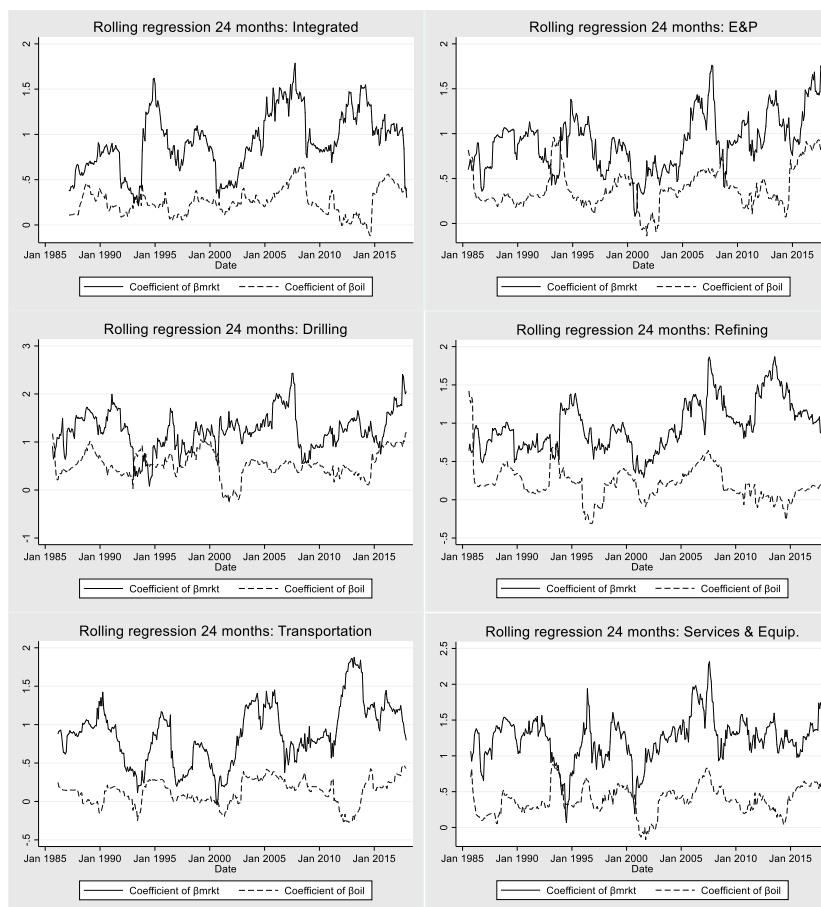 Rolling regression 24 months: Integrated
2
1.5
1
.5
0
Jan 1985 Jan 1990 Jan 1995 Jan 2000 Jan 2005 Jan 2010 Jan 2015
Date
Coefficient of βmrkt Coefficient of βoil
Rolling regression 24 months: E&P
2
1.5
1
.5
0
Jan 1985 Jan 1990 Jan 1995 Jan 2000 Jan 2005 Jan 2010 Jan 2015
Date
Coefficient of βmrkt Coefficient of βoil
Rolling regression 24 months: Drilling
3
2
1
0
-1
Jan 1985 Jan 1990 Jan 1995 Jan 2000 Jan 2005 Jan 2010 Jan 2015
Date
Coefficient of βmrkt Coefficient of βoil
Rolling regression 24 months: Refining
2
1.5
1
.5
0
-.5
Jan 1985 Jan 1990 Jan 1995 Jan 2000 Jan 2005 Jan 2010 Jan 2015
Date
Coefficient of βmrkt Coefficient of βoil
Rolling regression 24 months: Transportation
2
1.5
1
.5
0
-.5
Jan 1985 Jan 1990 Jan 1995 Jan 2000 Jan 2005 Jan 2010 Jan 2015
Date
Coefficient of βmrkt Coefficient of βoil
Rolling regression 24 months: Services & Equip.
2.5
2
1.5
1
.5
0
Jan 1985 Jan 1990 Jan 1995 Jan 2000 Jan 2005 Jan 2010 Jan 2015
Date
Coefficient of βmrkt Coefficient of βoil